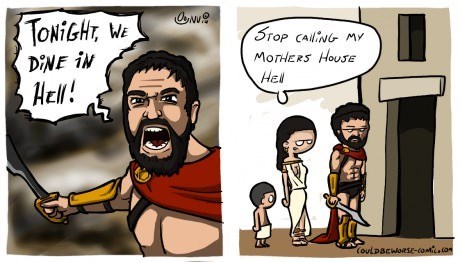 Tonight, we
dine in
Hell!
Stop calling my
Mothers House
Hell
couldbeworse-comic.com